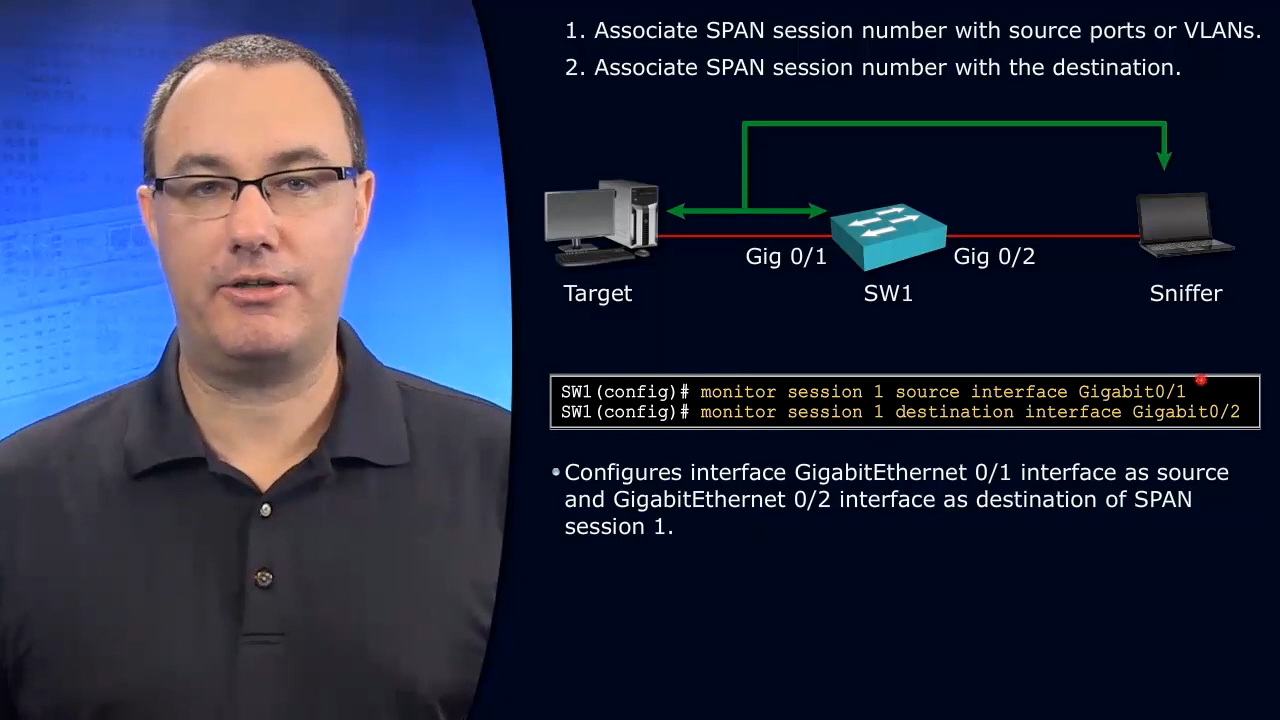 1. Associate SPAN session number with source ports or VLANs.
2. Associate SPAN session number with the destination.
Gig 0/1
Gig 0/2
Target
SW1
Sniffer
SW1(config)# monitor session 1 source interface Gigabit0/1
SW1(config)# monitor session 1 destination interface Gigabit0/2
•Configures interface GigabitEthernet 0/1 interface as source
and GigabitEthernet 0/2 interface as destination of SPAN
session 1.